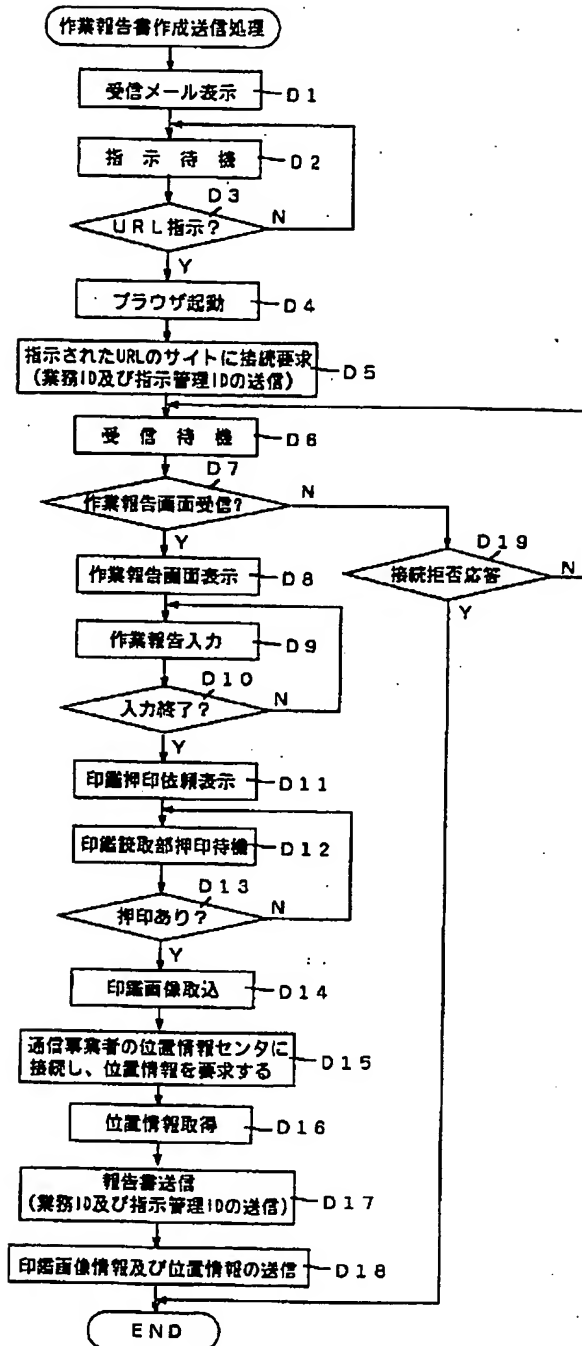 作業報告書作成送信処理
受信メール表示 D1
指示待機 D2
D3
URL指示? N
Y
ブラウザ起動 D4
指示されたURLのサイトに接続要求
(業務ID及び指示管理IDの送信) D5
受信待機 D6
D7
作業報告画面受信? N
Y
D19
接続拒否応答 N
Y
作業報告画面表示 D8
作業報告入力 D9
D10
入力終了? N
Y
印鑑押印依頼表示 D11
印鑑読取部押印待機 D12
D13
押印あり? N
Y
印鑑画像取込 D14
通信事業者の位置情報センタに
接続し、位置情報を要求する D15
位置情報取得 D16
報告書送信
(業務ID及び指示管理IDの送信) D17
印鑑画像情報及び位置情報の送信 D18
END